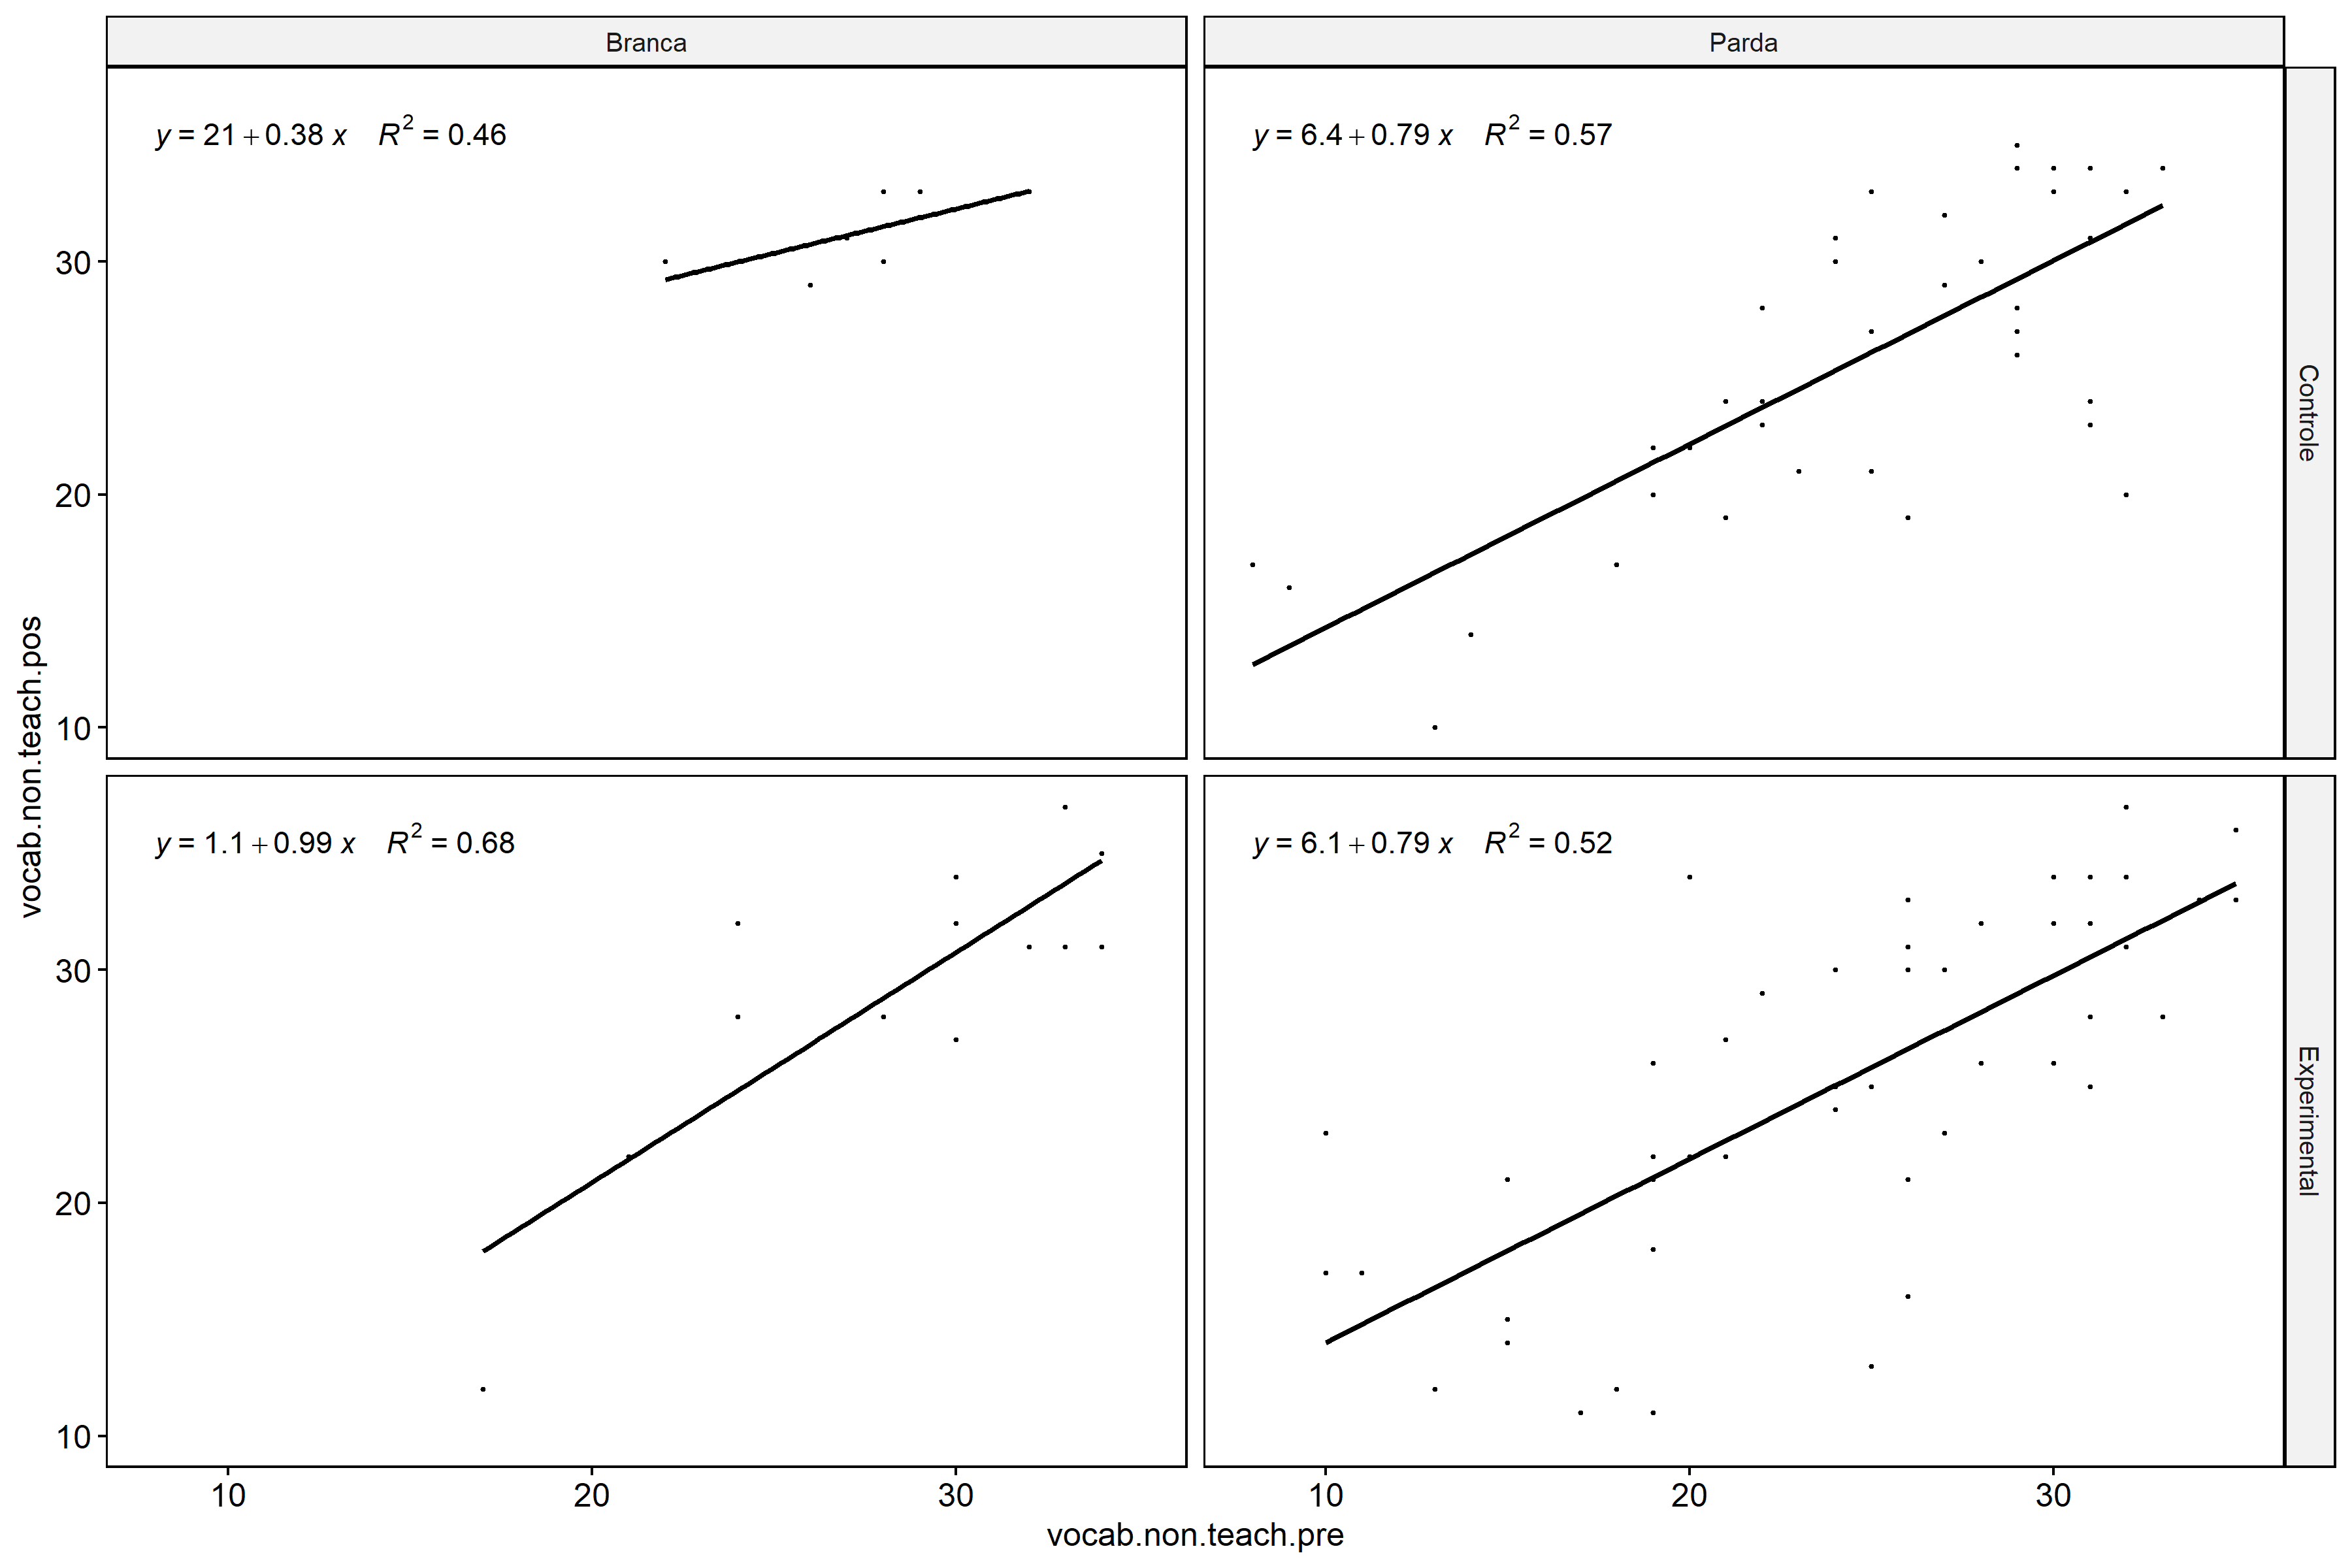 Branca
Parda
y = 21 + 0.38 x R² = 0.46
y = 6.4 + 0.79 x R² = 0.57
30
20
10
Controle
y = 1.1 + 0.99 x R² = 0.68
y = 6.1 + 0.79 x R² = 0.52
30
20
10
Experimental
vocab.non.teach.pos
10 20 30
10 20 30
vocab.non.teach.pre